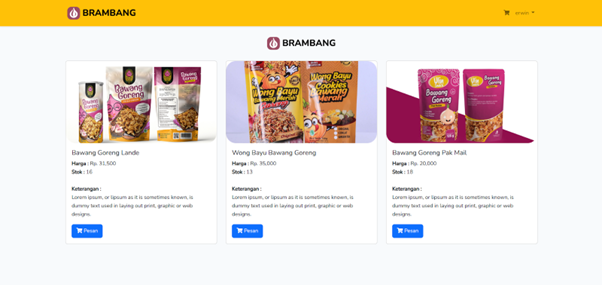 BRAMBANG
BRAMBANG
Bawang Goreng
Wong Bayu
Bawang Merah
Wong Bayu
Cookies
Bawang Merah
Bawang Goreng
Bawang Goreng Lande
Harga : Rp. 31,500
Stok : 16
Keterangan :
Lorem ipsum, or lipsum as it is sometimes known, is
dummy text used in laying out print, graphic or web
designs.
Pesan
Wong Bayu Bawang Goreng
Harga : Rp. 35,000
Stok : 13
Keterangan :
Lorem ipsum, or lipsum as it is sometimes known, is
dummy text used in laying out print, graphic or web
designs.
Pesan
Bawang Goreng Pak Mail
Harga : Rp. 20,000
Stok : 18
Keterangan :
Lorem ipsum, or lipsum as it is sometimes known, is
dummy text used in laying out print, graphic or web
designs.
Pesan